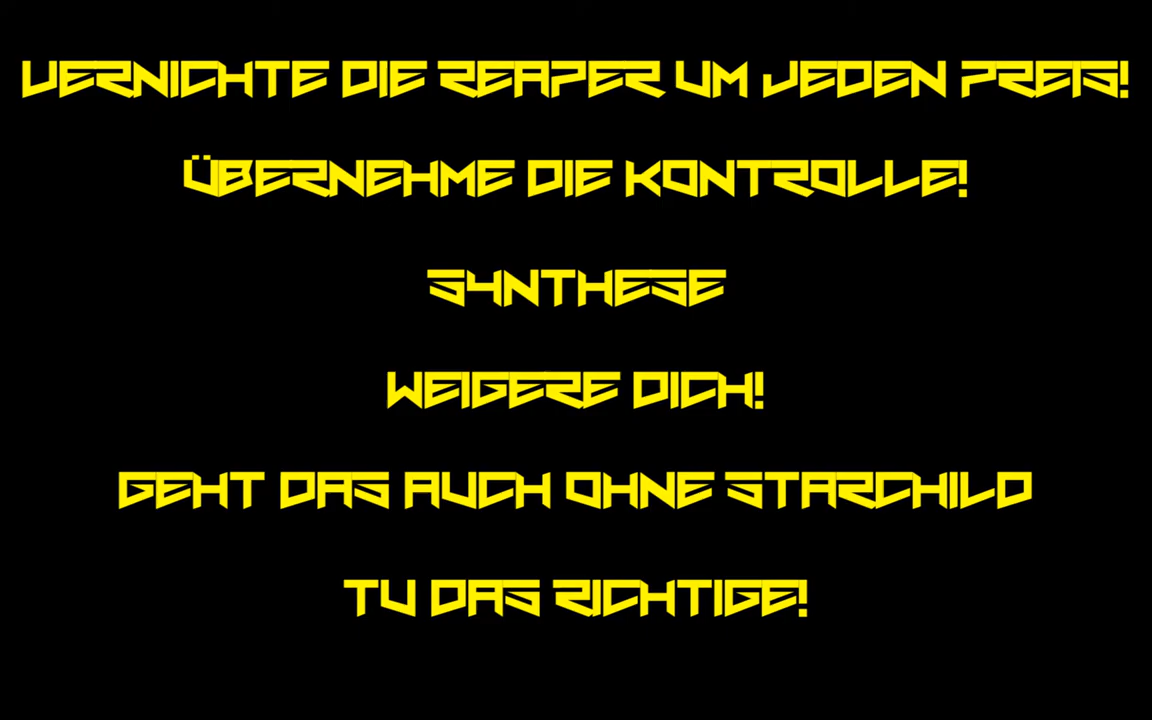 VERNICHTE DIE REAPER UM JEDEN PREIS!
ÜBERNEHME DIE KONTROLLE!
SYNTHESE
WEIGERE DICH!
GEHT DAS AUCH OHNE STARCHILD
TU DAS RICHTIGE!